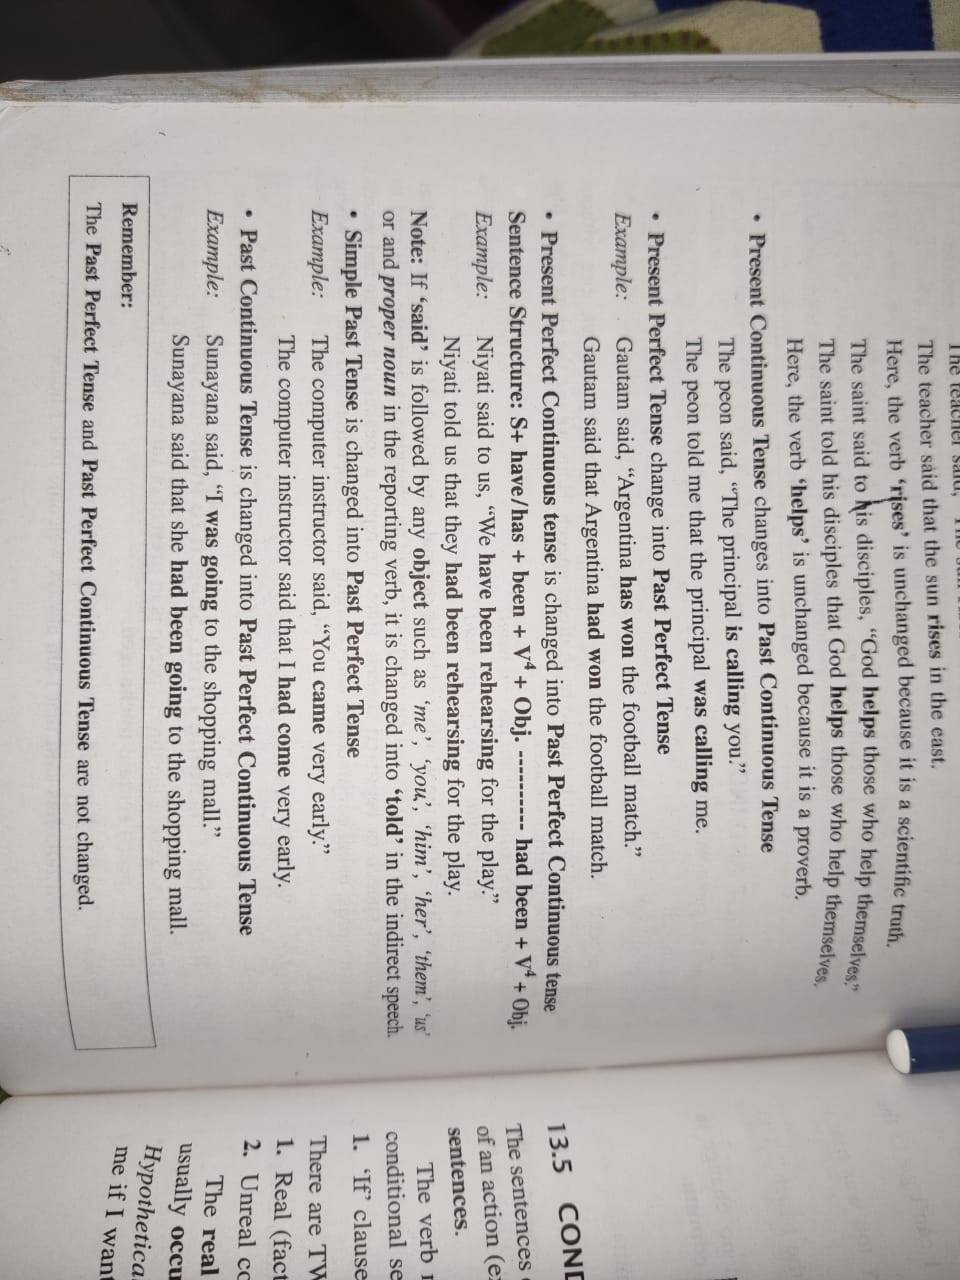 The teacher said,
The teacher said that the sun rises in the east.
Here, the verb ‘rises’ is unchanged because it is a scientific truth.
The saint said to his disciples, “God helps those who help themselves.”
The saint told his disciples that God helps those who help themselves.
Here, the verb ‘helps’ is unchanged because it is a proverb.
• Present Continuous Tense changes into Past Continuous Tense
The peon said, “The principal is calling you.”
The peon told me that the principal was calling me.
• Present Perfect Tense change into Past Perfect Tense
Example: Gautam said, “Argentina has won the football match.”
Gautam said that Argentina had won the football match.
• Present Perfect Continuous tense is changed into Past Perfect Continuous tense
Sentence Structure: S+ have/has + been + V⁴ + Obj. ---------- had been + V⁴ + Obj.
Example: Niyati said to us, “We have been rehearsing for the play.”
Niyati told us that they had been rehearsing for the play.
Note: If ‘said’ is followed by any object such as ‘me’, ‘you’, ‘him’, ‘her’, ‘them’, ‘us’
or and proper noun in the reporting verb, it is changed into ‘told’ in the indirect speech.
• Simple Past Tense is changed into Past Perfect Tense
Example: The computer instructor said, “You came very early.”
The computer instructor said that I had come very early.
• Past Continuous Tense is changed into Past Perfect Continuous Tense
Example: Sunayana said, “I was going to the shopping mall.”
Sunayana said that she had been going to the shopping mall.
Remember:
The Past Perfect Tense and Past Perfect Continuous Tense are not changed.
13.5 COND
The sentences
of an action (e
sentences.
The verb
conditional se
1. ‘If’ clause
There are TW
1. Real (fact
2. Unreal co
The real
usually occu
Hypothetica
me if I want